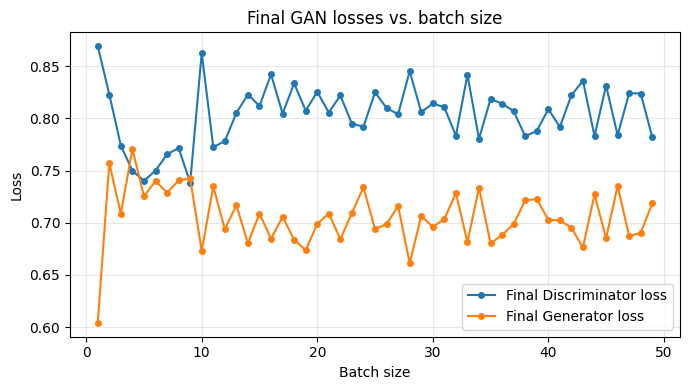 Final GAN losses vs. batch size
Loss
0.85
0.80
0.75
0.70
0.65
0.60
0
10
20
30
40
50
Batch size
Final Discriminator loss
Final Generator loss